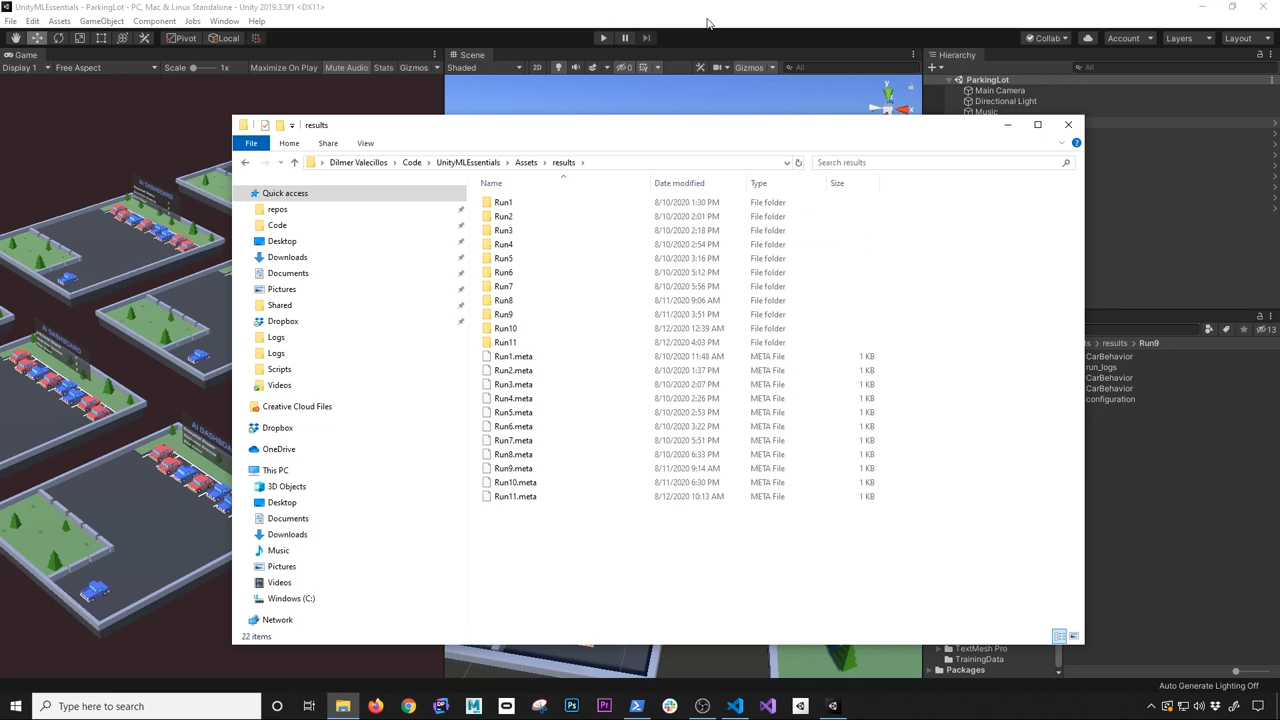 UnityMLEssentials - ParkingLot - PC, Mac & Linux Standalone - Unity 2019.3.5f1 <DX11>
File Edit Assets GameObject Component Jobs Window Help
Pivot Local Collab Account Layers Layout
Game Scene Hierarchy
Display 1 Free Aspect Scale 1x Maximize On Play Mute Audio Stats Gizmos Shaded 2D 0 Gizmos All All
ParkingLot
Main Camera
Directional Light
Music
results
File Home Share View
Dilmer Valecillos Code UnityMLEssentials Assets results Search results
Name Date modified Type Size
Quick access
repos
Code
Desktop
Downloads
Documents
Pictures
Shared
Dropbox
Logs
Logs
Scripts
Videos
Creative Cloud Files
Dropbox
OneDrive
This PC
3D Objects
Desktop
Documents
Downloads
Music
Pictures
Videos
Windows (C:)
Network
Run1 8/10/2020 1:30 PM File folder
Run2 8/10/2020 2:01 PM File folder
Run3 8/10/2020 2:18 PM File folder
Run4 8/10/2020 2:54 PM File folder
Run5 8/10/2020 3:16 PM File folder
Run6 8/10/2020 5:12 PM File folder
Run7 8/10/2020 5:56 PM File folder
Run8 8/11/2020 9:06 AM File folder
Run9 8/11/2020 3:51 PM File folder
Run10 8/12/2020 12:39 AM File folder
Run11 8/12/2020 4:03 PM File folder
Run1.meta 8/10/2020 11:48 AM META File 1 KB
Run2.meta 8/10/2020 1:37 PM META File 1 KB
Run3.meta 8/10/2020 2:07 PM META File 1 KB
Run4.meta 8/10/2020 2:26 PM META File 1 KB
Run5.meta 8/10/2020 2:53 PM META File 1 KB
Run6.meta 8/10/2020 3:22 PM META File 1 KB
Run7.meta 8/10/2020 5:51 PM META File 1 KB
Run8.meta 8/10/2020 6:33 PM META File 1 KB
Run9.meta 8/11/2020 9:14 AM META File 1 KB
Run10.meta 8/11/2020 6:30 PM META File 1 KB
Run11.meta 8/12/2020 10:13 AM META File 1 KB
22 items
13
ts results Run9
CarBehavior
run_logs
CarBehavior
CarBehavior
configuration
TextMesh Pro
TrainingData
Packages
Auto Generate Lighting Off
AI DASHBOARD
AI DASHBOARD
Type here to search